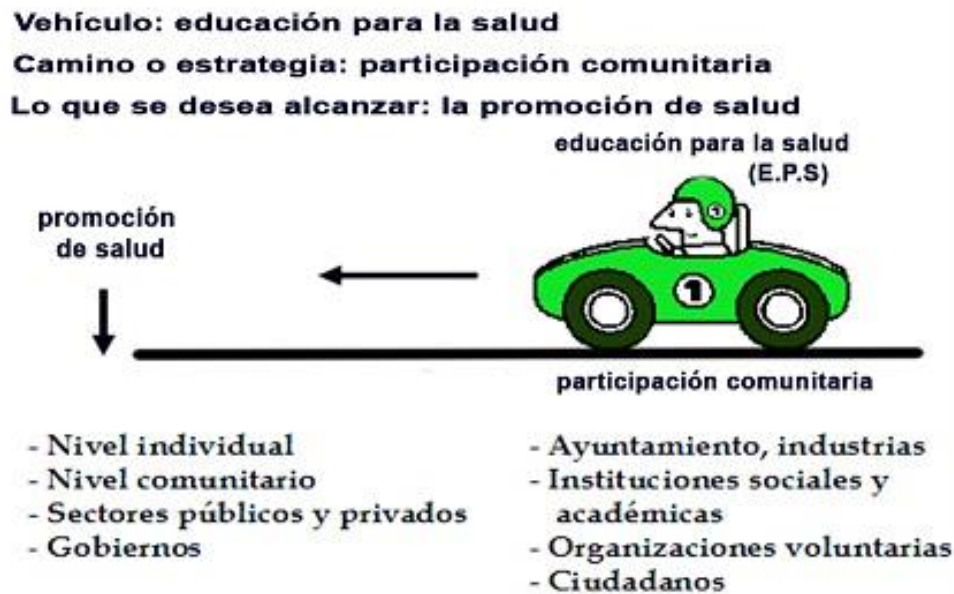 Vehículo: educación para la salud
Camino o estrategia: participación comunitaria
Lo que se desea alcanzar: la promoción de salud
educación para la salud
(E.P.S)
promoción
de salud
1
1
participación comunitaria
- Nivel individual
- Nivel comunitario
- Sectores públicos y privados
- Gobiernos
- Ayuntamiento, industrias
- Instituciones sociales y
académicas
- Organizaciones voluntarias
- Ciudadanos